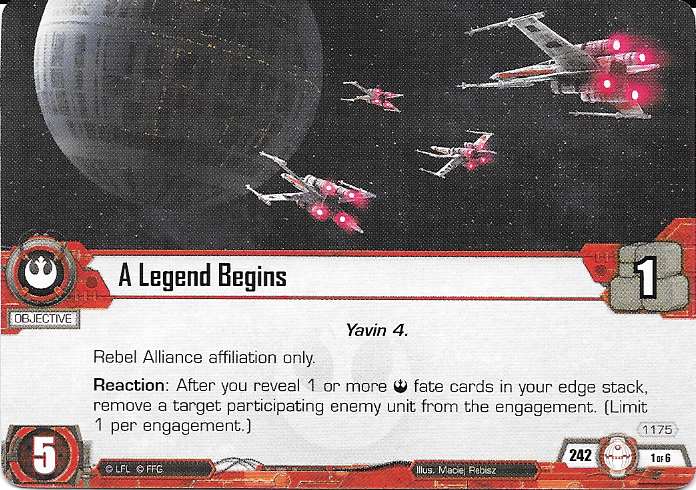 A Legend Begins
1
OBJECTIVE
Yavin 4.
Rebel Alliance affiliation only.
Reaction: After you reveal 1 or more fate cards in your edge stack,
remove a target participating enemy unit from the engagement. (Limit
1 per engagement.)
1175
5
242
1 OF 6
© LFL © FFG
Illus. Maciej Rebisz